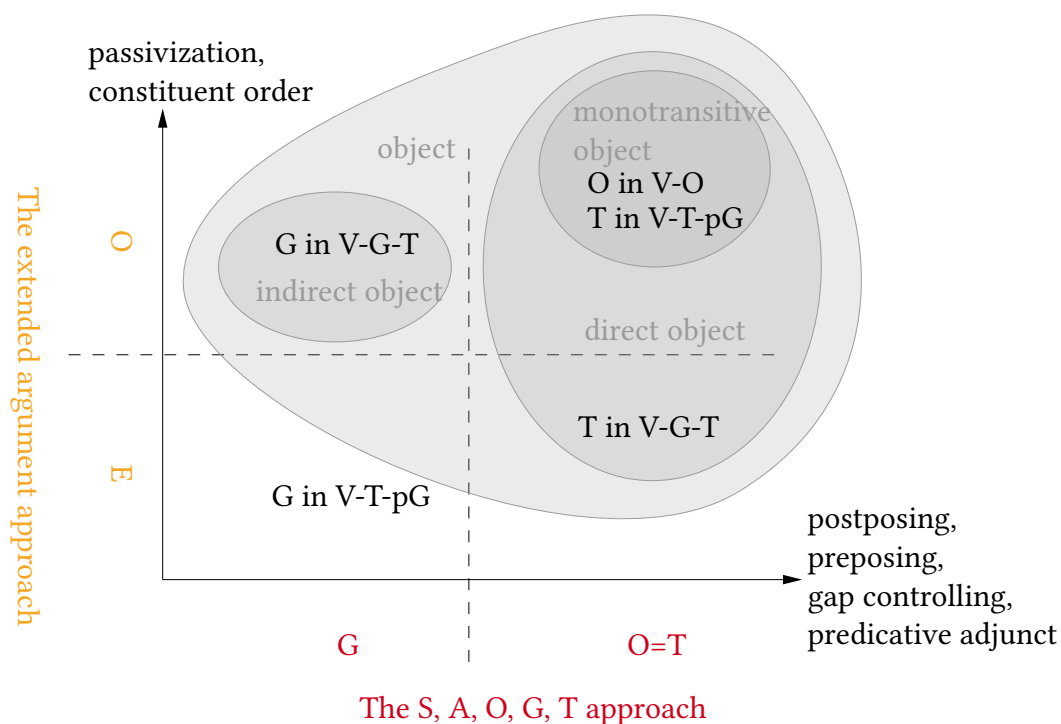 passivization,
constituent order
monotransitive
object
object
O in V-O
T in V-T-pG
G in V-G-T
indirect object
direct object
The extended argument approach
O
E
T in V-G-T
G in V-T-pG
postposing,
preposing,
gap controlling,
predicative adjunct
G
O=T
The S, A, O, G, T approach